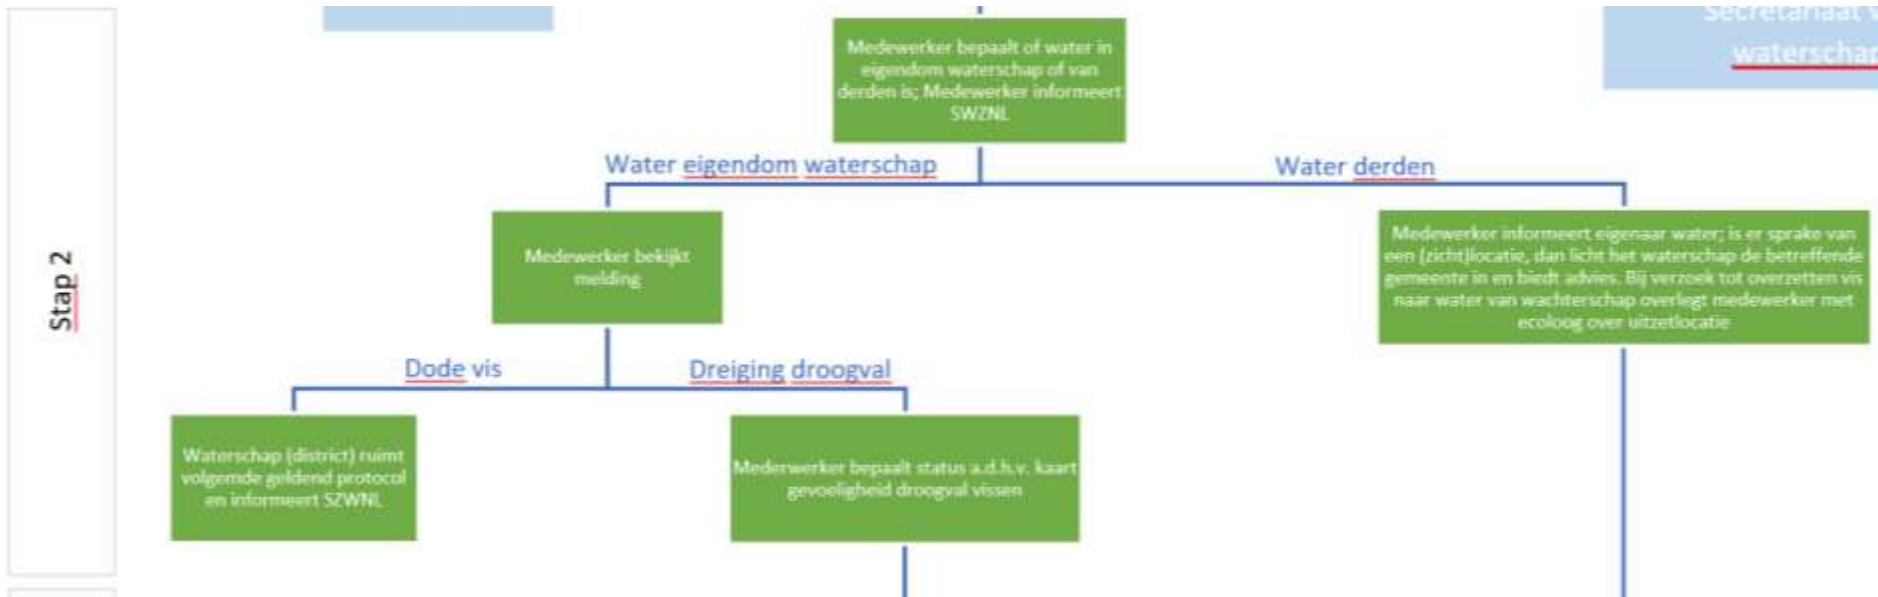 Secretariaat v
waterschap
Medewerker bepaalt of water in
eigendom waterschap of van
derden is; Medewerker informeert
SWZNL
Water eigendom waterschap
Water derden
Stap 2
Medewerker bekijkt
melding
Medewerker informeert eigenaar water; is er sprake van
een (zicht)locatie, dan licht het waterschap de betreffende
gemeente in en biedt advies. Bij verzoek tot overzetten vis
naar water van wachterschap overlegt medewerker met
ecoloog over uitzetlocatie
Dode vis
Dreiging droogval
Waterschap (district) ruimt
volgemde geldend protocol
en informeert SZWNL
Mederwerker bepaalt status a.d.h.v. kaart
gevoeligheid droogval vissen